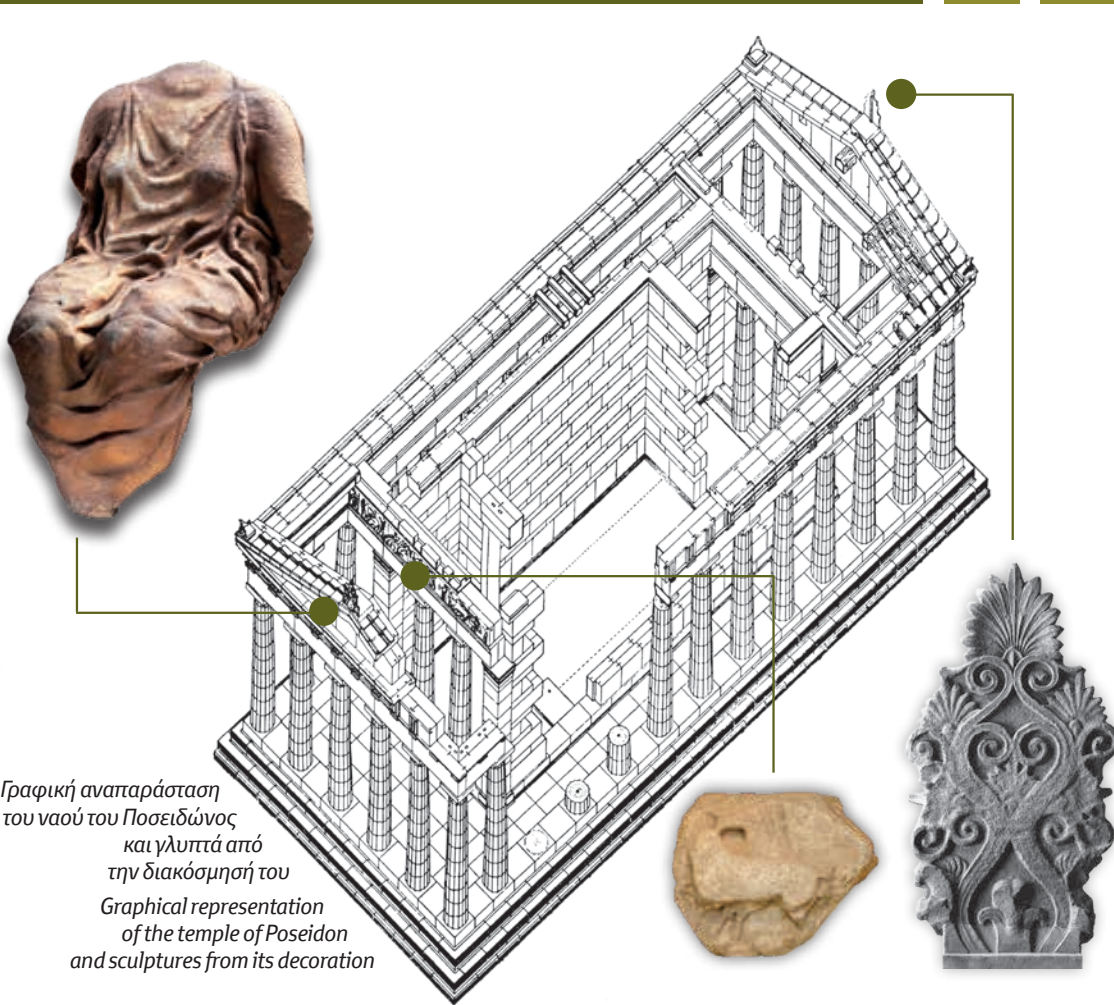 Γραφική αναπαράσταση
του ναού του Ποσειδώνος
και γλυπτά από
την διακόσμησή του
Graphical representation
of the temple of Poseidon
and sculptures from its decoration